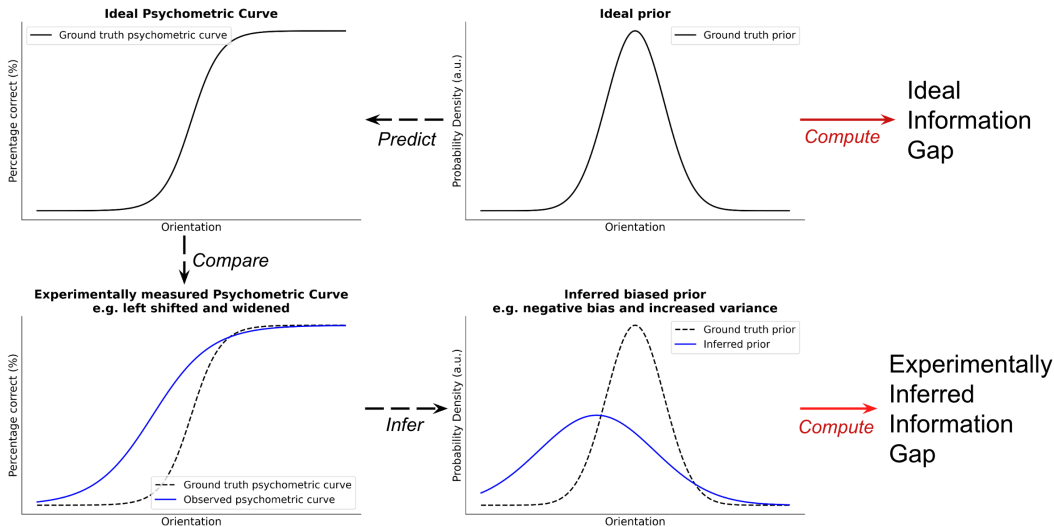 Ideal Psychometric Curve
Ground truth psychometric curve
Percentage correct (%)
Orientation
Predict
Ideal prior
Ground truth prior
Probability Density (a.u.)
Orientation
Compute
Ideal
Information
Gap
Compare
Experimentally measured Psychometric Curve
e.g. left shifted and widened
Percentage correct (%)
Ground truth psychometric curve
Observed psychometric curve
Orientation
Infer
Inferred biased prior
e.g. negative bias and increased variance
Ground truth prior
Inferred prior
Probability Density (a.u.)
Orientation
Compute
Experimentally
Inferred
Information
Gap